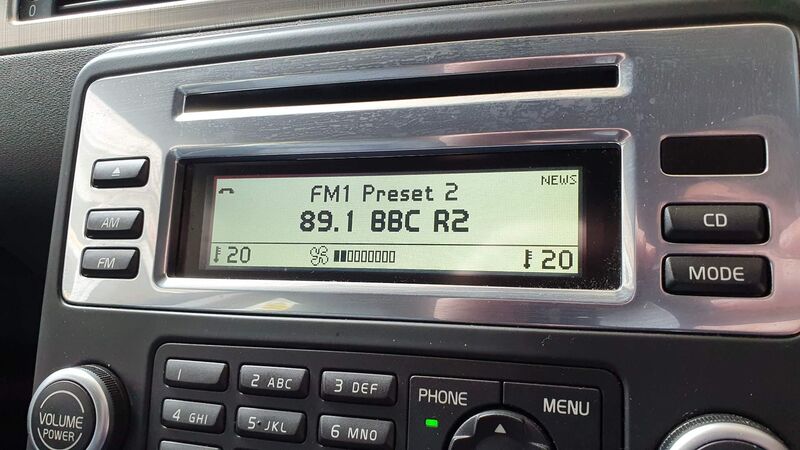 0
NEWS
FM1 Preset 2
89.1 BBC R2
20 20
AM
FM
CD
MODE
1 2 ABC 3 DEF
4 GHI 5 JKL 6 MNO
PHONE MENU
VOLUME
POWER